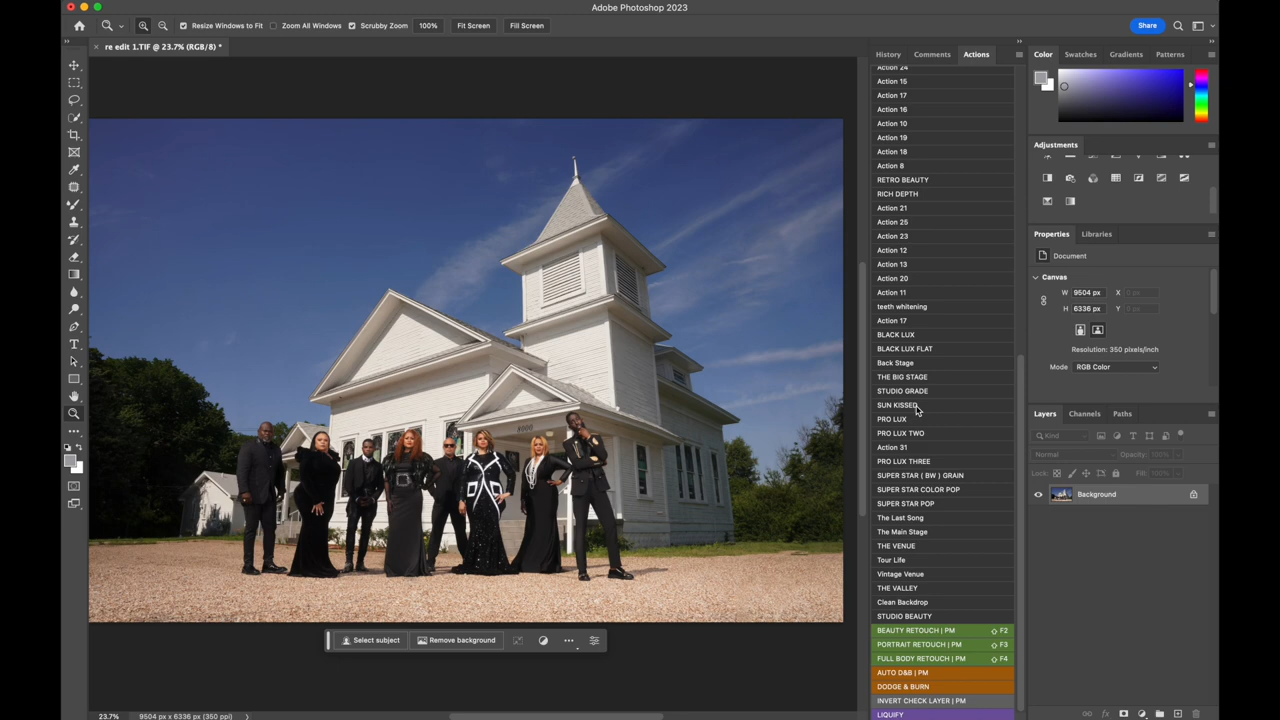 Adobe Photoshop 2023
Resize Windows to Fit Zoom All Windows Scrubby Zoom 100% Fit Screen Fill Screen Share
re edit 1.TIF @ 23.7% (RGB/8) *
History Comments Actions
Color Swatches Gradients Patterns
Action 24
Action 15
Action 17
Action 16
Action 10
Action 19
Action 18
Action 8
RETRO BEAUTY
RICH DEPTH
Action 21
Action 25
Action 23
Action 12
Action 13
Action 20
Action 11
teeth whitening
Action 17
BLACK LUX
BLACK LUX FLAT
Back Stage
THE BIG STAGE
STUDIO GRADE
SUN KISSED
PRO LUX
PRO LUX TWO
Action 31
PRO LUX THREE
SUPER STAR ( BW ) GRAIN
SUPER STAR COLOR POP
SUPER STAR POP
The Last Song
The Main Stage
THE VENUE
Tour Life
Vintage Venue
THE VALLEY
Clean Backdrop
STUDIO BEAUTY
BEAUTY RETOUCH | PM F2
PORTRAIT RETOUCH | PM F3
FULL BODY RETOUCH | PM F4
AUTO D&B | PM
DODGE & BURN
INVERT CHECK LAYER | PM
LIQUIFY
Adjustments
Properties Libraries
Document
Canvas
W 9504 px X 0 px
H 6336 px Y 0 px
Resolution: 350 pixels/inch
Mode RGB Color
Layers Channels Paths
Kind
Normal Opacity: 100%
Lock: Fill: 100%
Background
8000
Select subject Remove background
23.7% 9504 px x 6336 px (350 ppi)